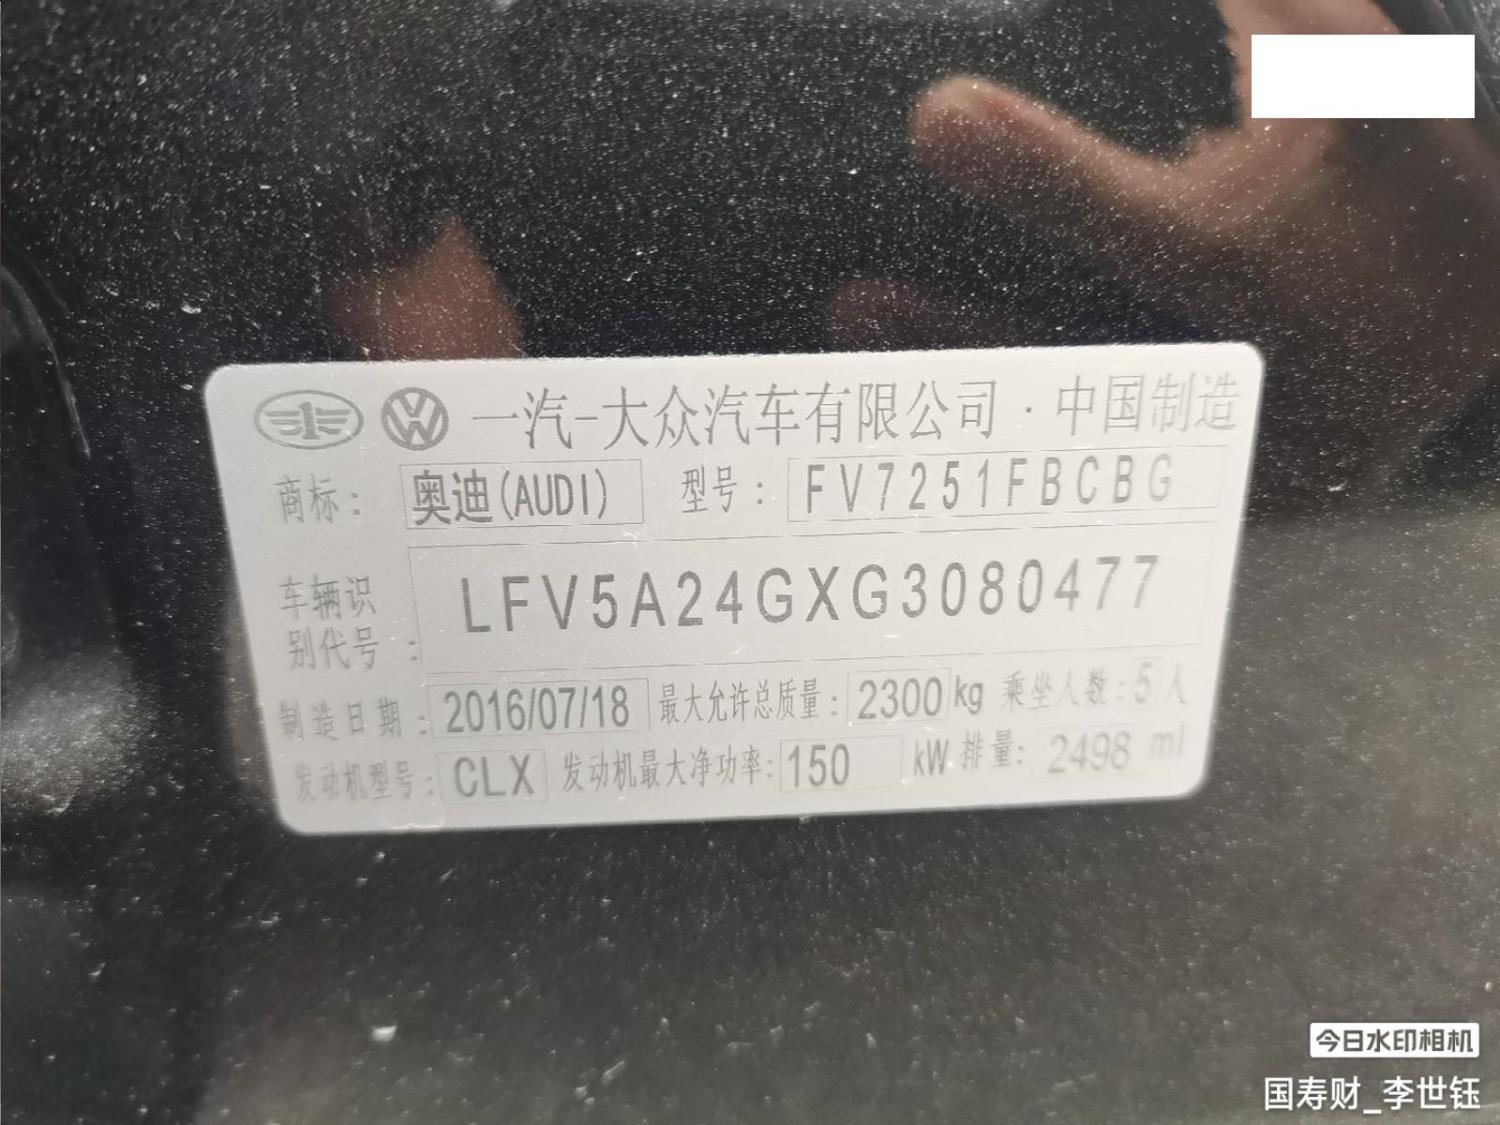 一汽-大众汽车有限公司·中国制造
商标: 奥迪(AUDI) 型号: FV7251FBCBG
车辆识
别代号: LFV5A24GXG3080477
制造日期: 2016/07/18 最大允许总质量: 2300kg 乘坐人数:5人
发动机型号: CLX 发动机最大净功率:150 kW 排量: 2498 ml
今日水印相机
国寿财_李世钰